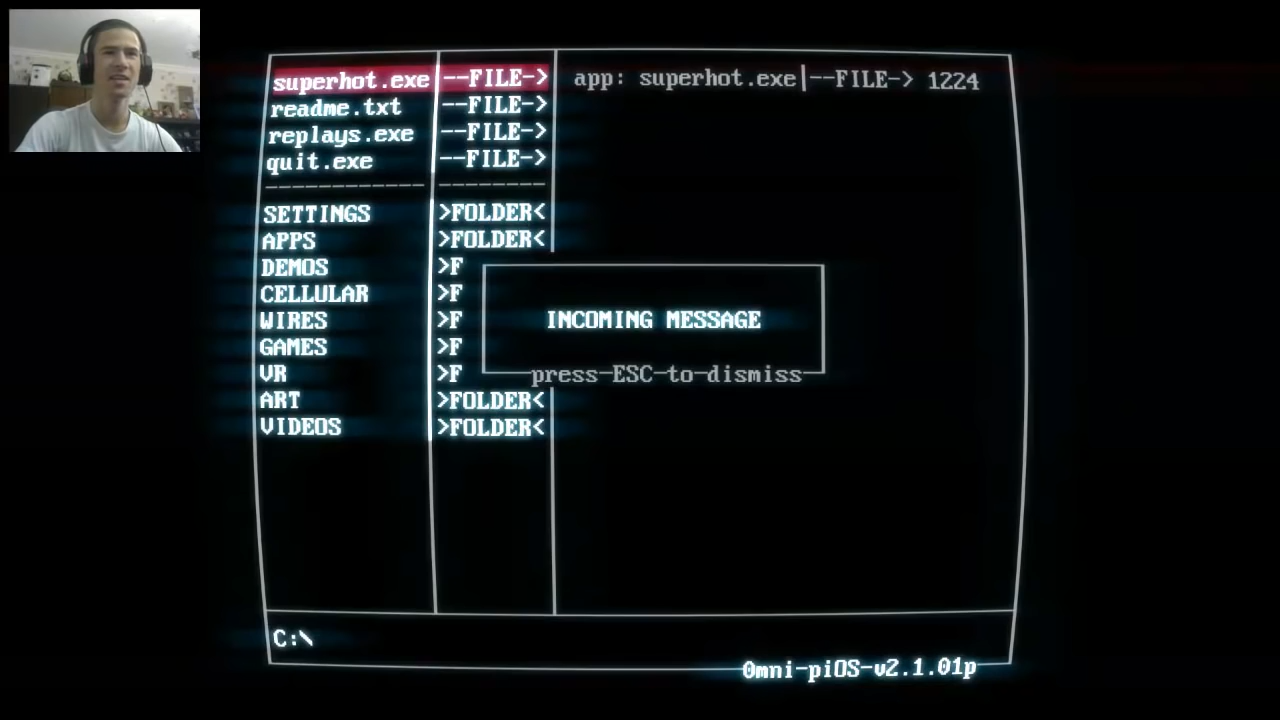 superhot.exe --FILE-> app: superhot.exe|--FILE-> 1224
readme.txt --FILE->
replays.exe --FILE->
quit.exe --FILE->
------------ --------
SETTINGS >FOLDER<
APPS >FOLDER<
DEMOS >F
CELLULAR >F
WIRES >F
GAMES >F
VR >F
ART >FOLDER<
VIDEOS >FOLDER<
INCOMING MESSAGE
press-ESC-to-dismiss
C:\
0mni-piOS-v2.1.01p